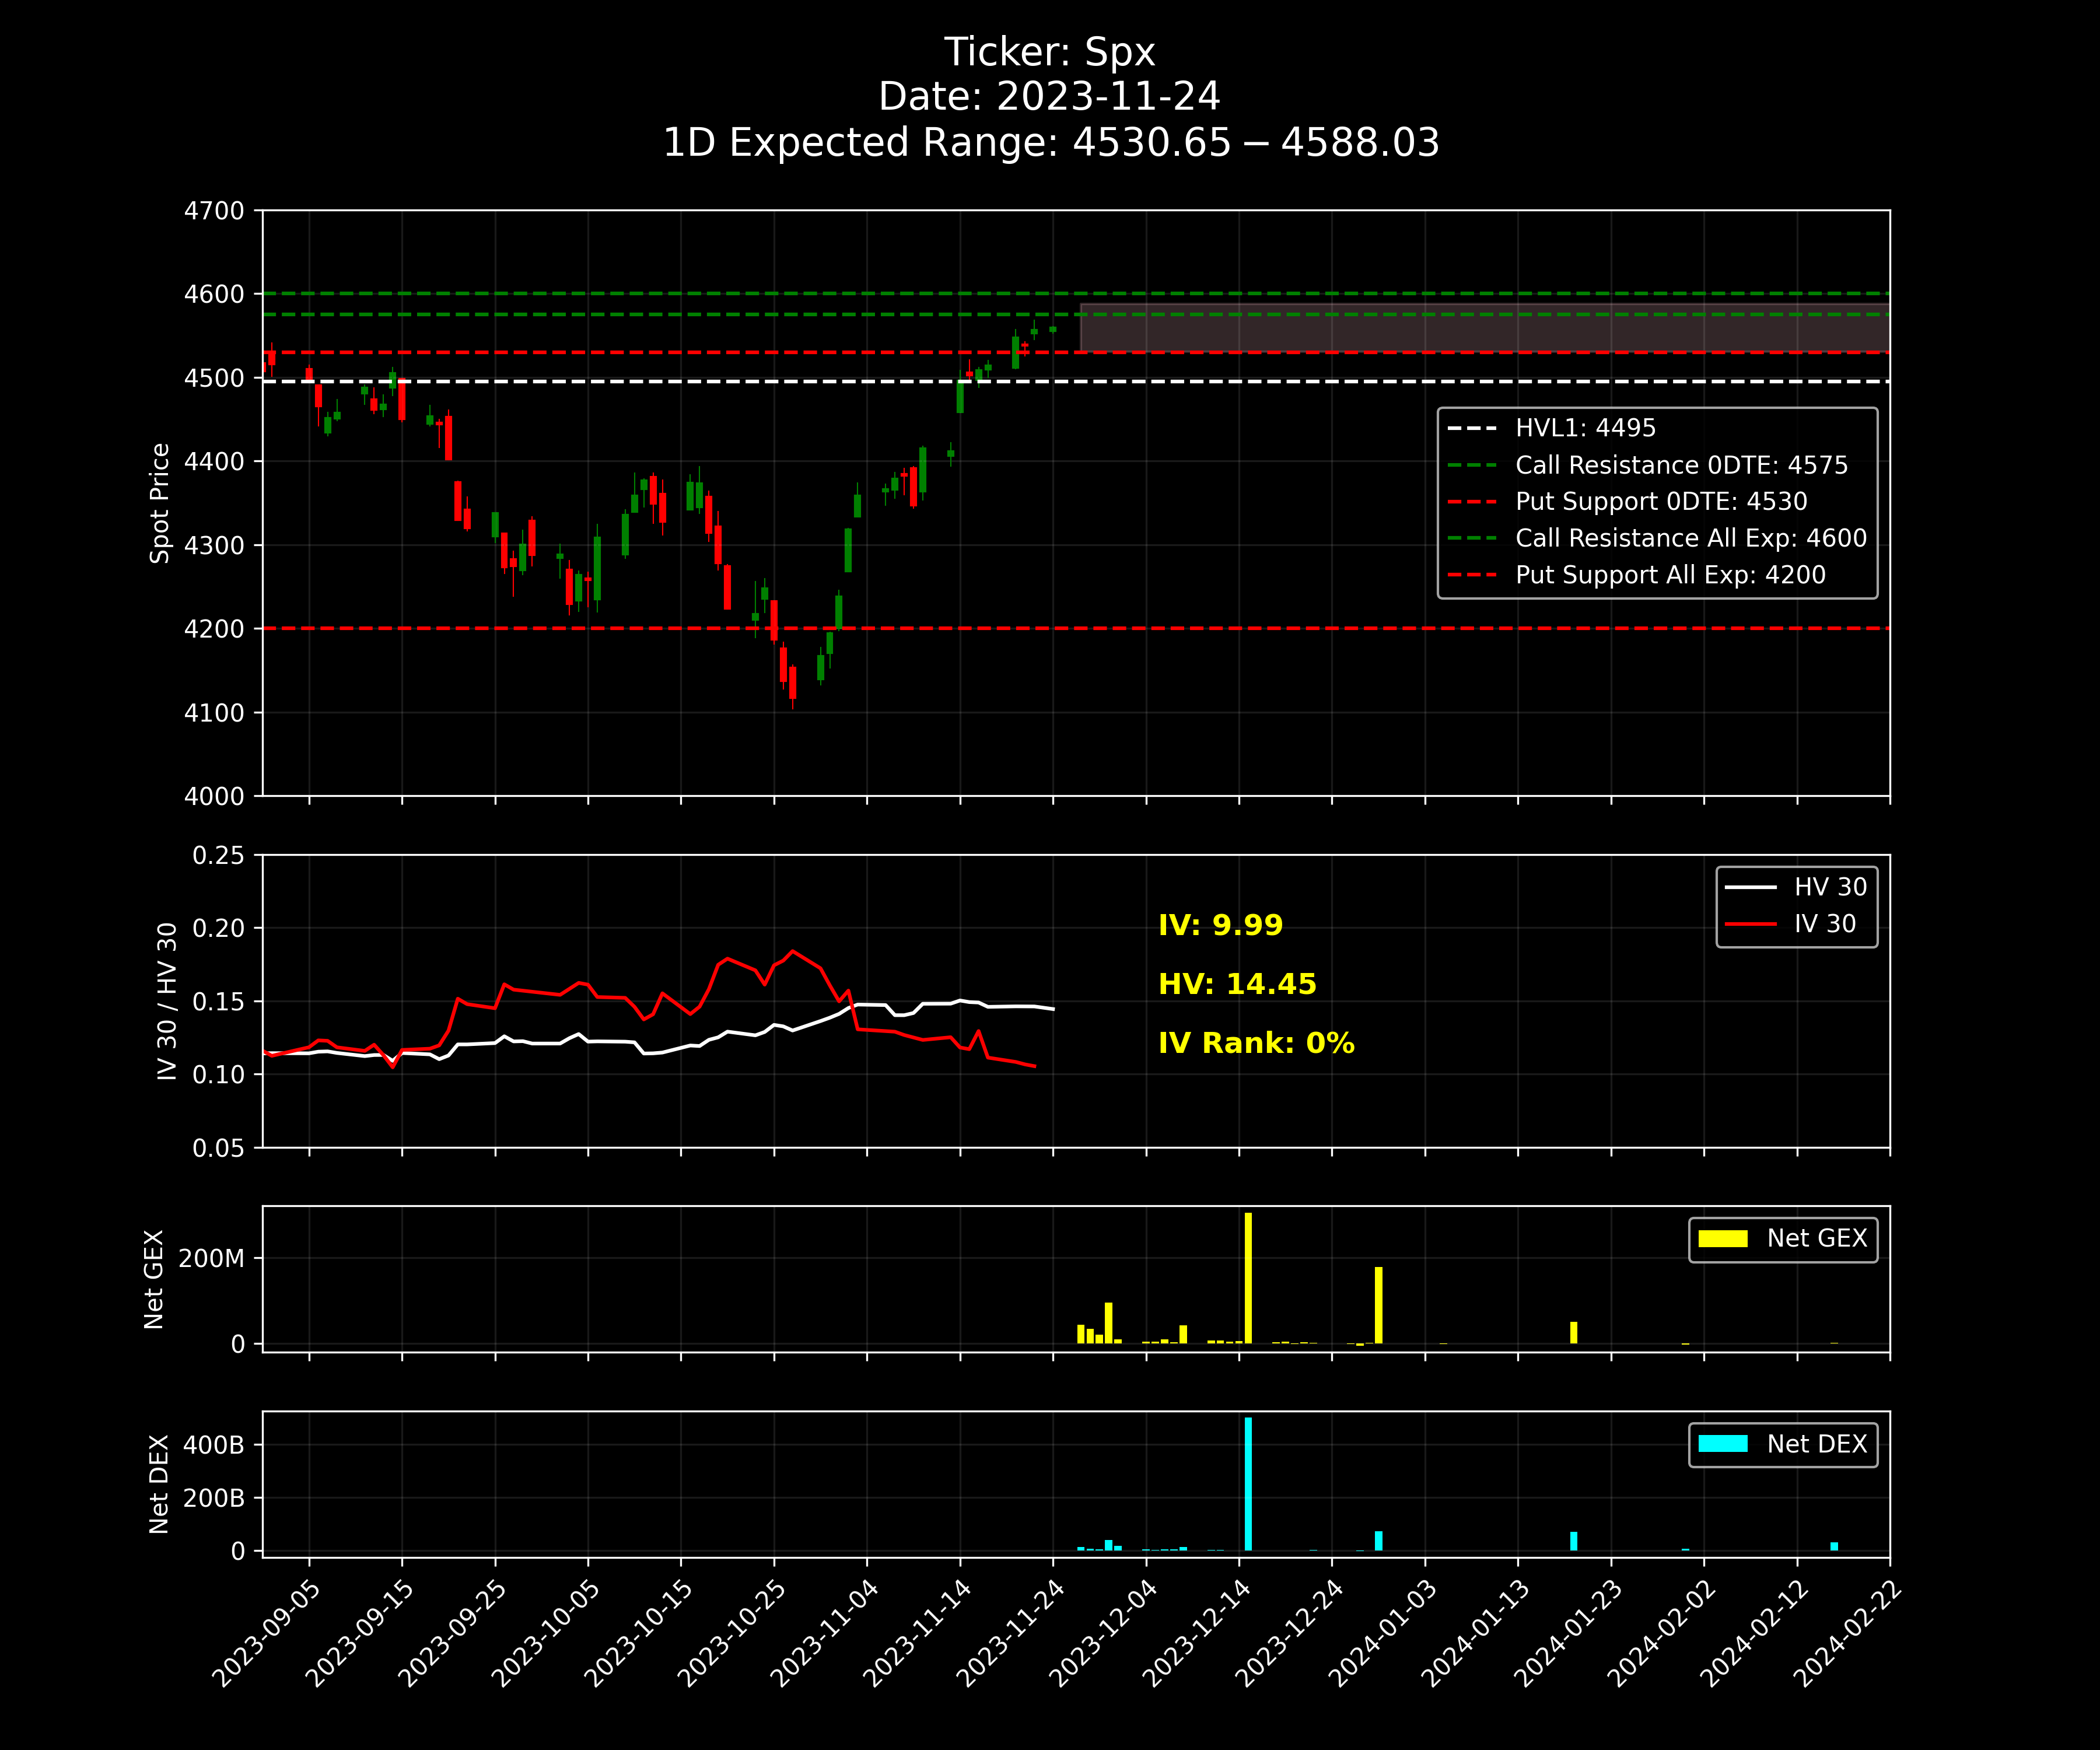 Ticker: Spx
Date: 2023-11-24
1D Expected Range: 4530.65 − 4588.03
4700
4600
4500
4400
4300
4200
4100
4000
Spot Price
HVL1: 4495
Call Resistance 0DTE: 4575
Put Support 0DTE: 4530
Call Resistance All Exp: 4600
Put Support All Exp: 4200
0.25
0.20
0.15
0.10
0.05
IV 30 / HV 30
IV: 9.99
HV: 14.45
IV Rank: 0%
HV 30
IV 30
200M
0
Net GEX
Net GEX
400B
200B
0
Net DEX
Net DEX
2023-09-05
2023-09-15
2023-09-25
2023-10-05
2023-10-15
2023-10-25
2023-11-04
2023-11-14
2023-11-24
2023-12-04
2023-12-14
2023-12-24
2024-01-03
2024-01-13
2024-01-23
2024-02-02
2024-02-12
2024-02-22